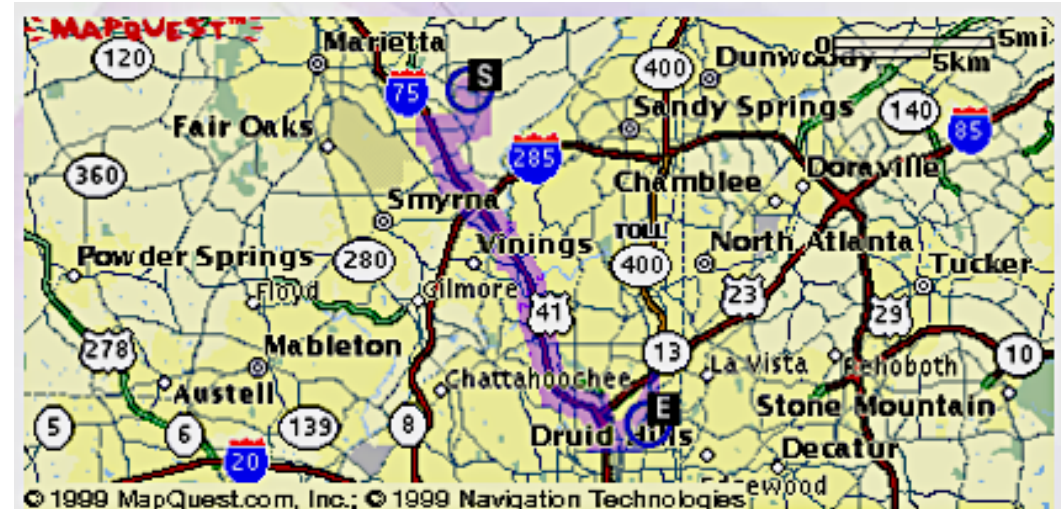 MAPQUEST™
0 5mi
5km
120
Marietta
S
75
400
Dunwoody
Sandy Springs
140
85
Fair Oaks
285
Chamblee
Doraville
360
Smyrna
Vinings
TOLL
400
North Atlanta
Powder Springs
280
Floyd
Gilmore
41
23
Tucker
29
278
Mableton
13
La Vista
Rehoboth
10
Austell
Chattahoochee
E
Stone Mountain
5
6
139
8
20
Druid Hills
Decatur
© 1999 MapQuest.com, Inc.; © 1999 Navigation Technologies